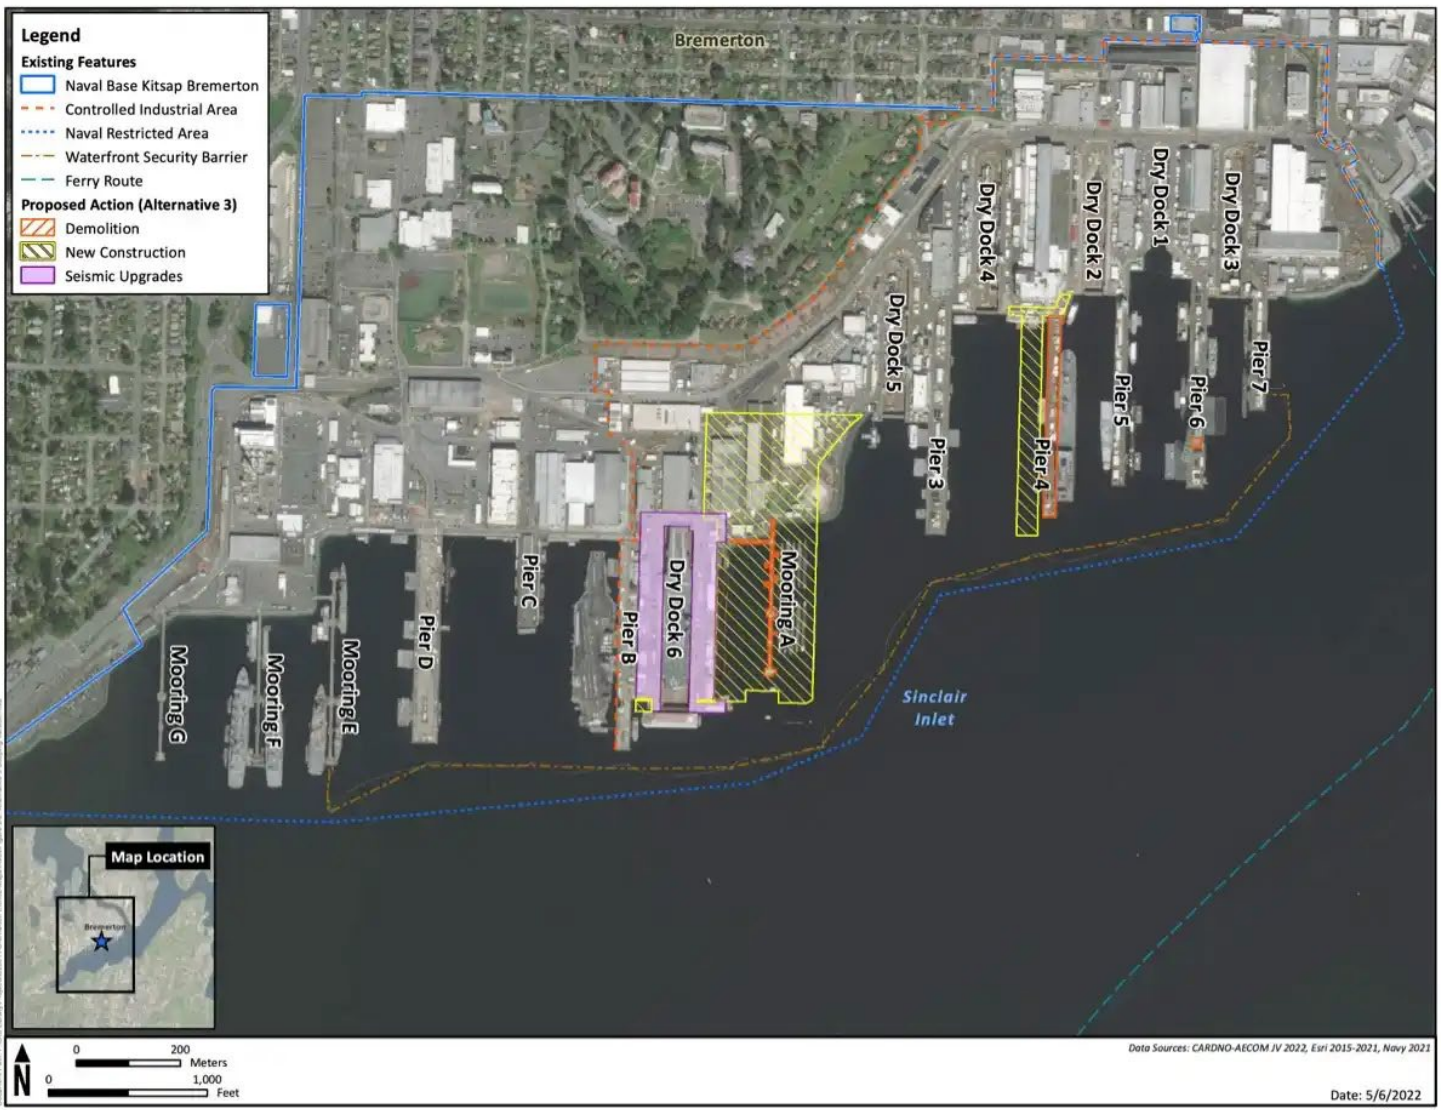 Legend
Existing Features
Naval Base Kitsap Bremerton
Controlled Industrial Area
Naval Restricted Area
Waterfront Security Barrier
Ferry Route
Proposed Action (Alternative 3)
Demolition
New Construction
Seismic Upgrades
Bremerton
Dry Dock 4
Dry Dock 2
Dry Dock 1
Dry Dock 3
Dry Dock 5
Pier 3
Pier 4
Pier 5
Pier 6
Pier 7
Mooring G
Mooring F
Mooring E
Pier D
Pier C
Pier B
Dry Dock 6
Mooring A
Sinclair
Inlet
Map Location
Bremerton
N
0 200
Meters
0 1,000
Feet
Data Sources: CARDNO-AECOM JV 2022, Esri 2015-2021, Navy 2021
Date: 5/6/2022